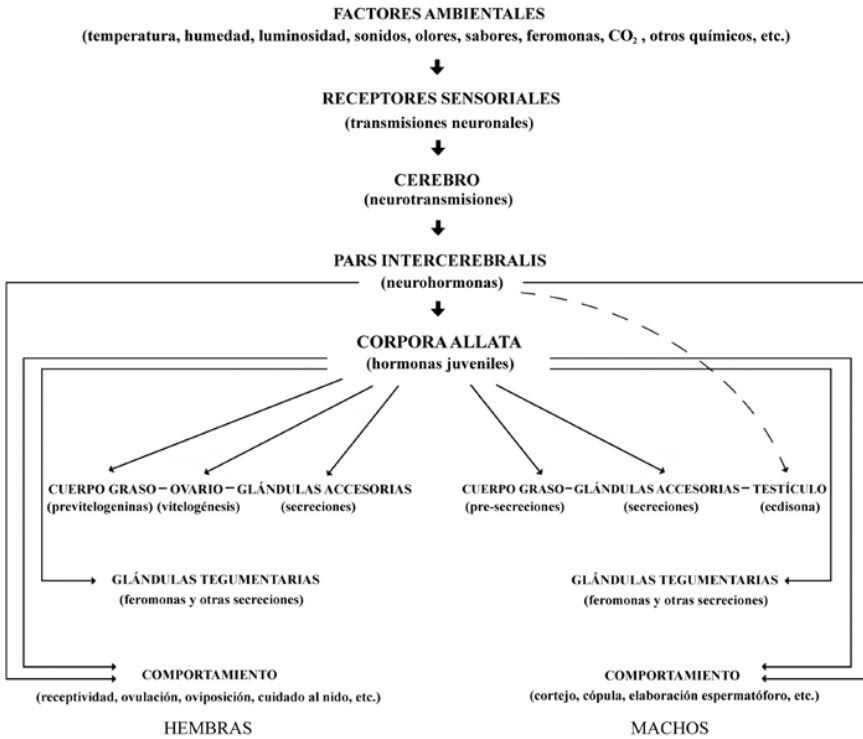 FACTORES AMBIENTALES
(temperatura, humedad, luminosidad, sonidos, olores, sabores, feromonas, CO₂ , otros químicos, etc.)
RECEPTORES SENSORIALES
(transmisiones neuronales)
CEREBRO
(neurotransmisiones)
PARS INTERCEREBRALIS
(neurohormonas)
CORPORA ALLATA
(hormonas juveniles)
CUERPO GRASO – OVARIO – GLÁNDULAS ACCESORIAS
(previtelogeninas) (vitelogénesis) (secreciones)
CUERPO GRASO – GLÁNDULAS ACCESORIAS – TESTÍCULO
(pre-secreciones) (secreciones) (ecdisona)
GLÁNDULAS TEGUMENTARIAS
(feromonas y otras secreciones)
GLÁNDULAS TEGUMENTARIAS
(feromonas y otras secreciones)
COMPORTAMIENTO
(receptividad, ovulación, oviposición, cuidado al nido, etc.)
COMPORTAMIENTO
(cortejo, cópula, elaboración espermatóforo, etc.)
HEMBRAS
MACHOS